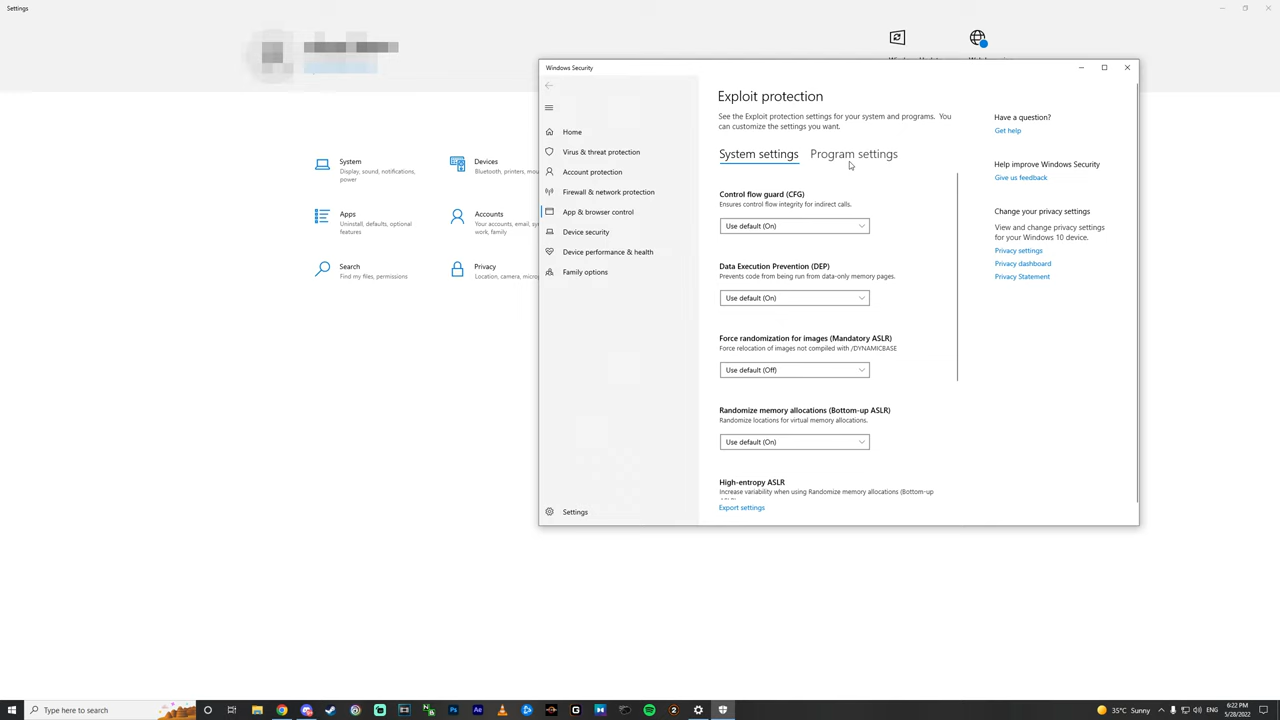 Settings
Windows Security
Exploit protection
See the Exploit protection settings for your system and programs. You
can customize the settings you want.
System settings
Program settings
Control flow guard (CFG)
Ensures control flow integrity for indirect calls.
Use default (On)
Data Execution Prevention (DEP)
Prevents code from being run from data-only memory pages.
Use default (On)
Force randomization for images (Mandatory ASLR)
Force relocation of images not compiled with /DYNAMICBASE
Use default (Off)
Randomize memory allocations (Bottom-up ASLR)
Randomize locations for virtual memory allocations.
Use default (On)
High-entropy ASLR
Increase variability when using Randomize memory allocations (Bottom-up
Export settings
Have a question?
Get help
Help improve Windows Security
Give us feedback
Change your privacy settings
View and change privacy settings
for your Windows 10 device.
Privacy settings
Privacy dashboard
Privacy Statement
Home
Virus & threat protection
Account protection
Firewall & network protection
App & browser control
Device security
Device performance & health
Family options
Settings
System
Display, sound, notifications,
power
Devices
Bluetooth, printers, mou
Apps
Uninstall, defaults, optional
features
Accounts
Your accounts, email, sy
work, family
Search
Find my files, permissions
Privacy
Location, camera, micro
Type here to search
35°C Sunny
6:22 PM
5/28/2022